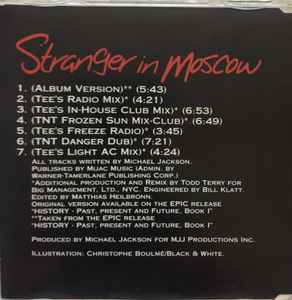 Stranger in Moscow
1. (Album Version)** (5:43)
2. (Tee's Radio Mix)* (4:21)
3. (Tee's In-House Club Mix)* (6:53)
4. (TNT Frozen Sun Mix-Club)* (6:49)
5. (Tee's Freeze Radio)* (3:45)
6. (TNT Danger Dub)* (7:21)
7. (Tee's Light AC Mix)* (4:24)
All tracks written by Michael Jackson.
Published by Mijac Music (Admin. by
Warner-Tamerlane Publishing Corp.)
*Additional production and Remix by Todd Terry for
Big Management, Ltd., NYC. Engineered by Bill Klatt.
Edited by Matthias Heilbronn.
Original version available on the EPIC release
"HIStory - Past, Present and Future, Book I"
**Taken from the EPIC release
"HIStory - Past, Present and Future, Book I"
Produced by Michael Jackson for MJJ Productions Inc.
Illustration: Christophe Boulmé/Black & White.